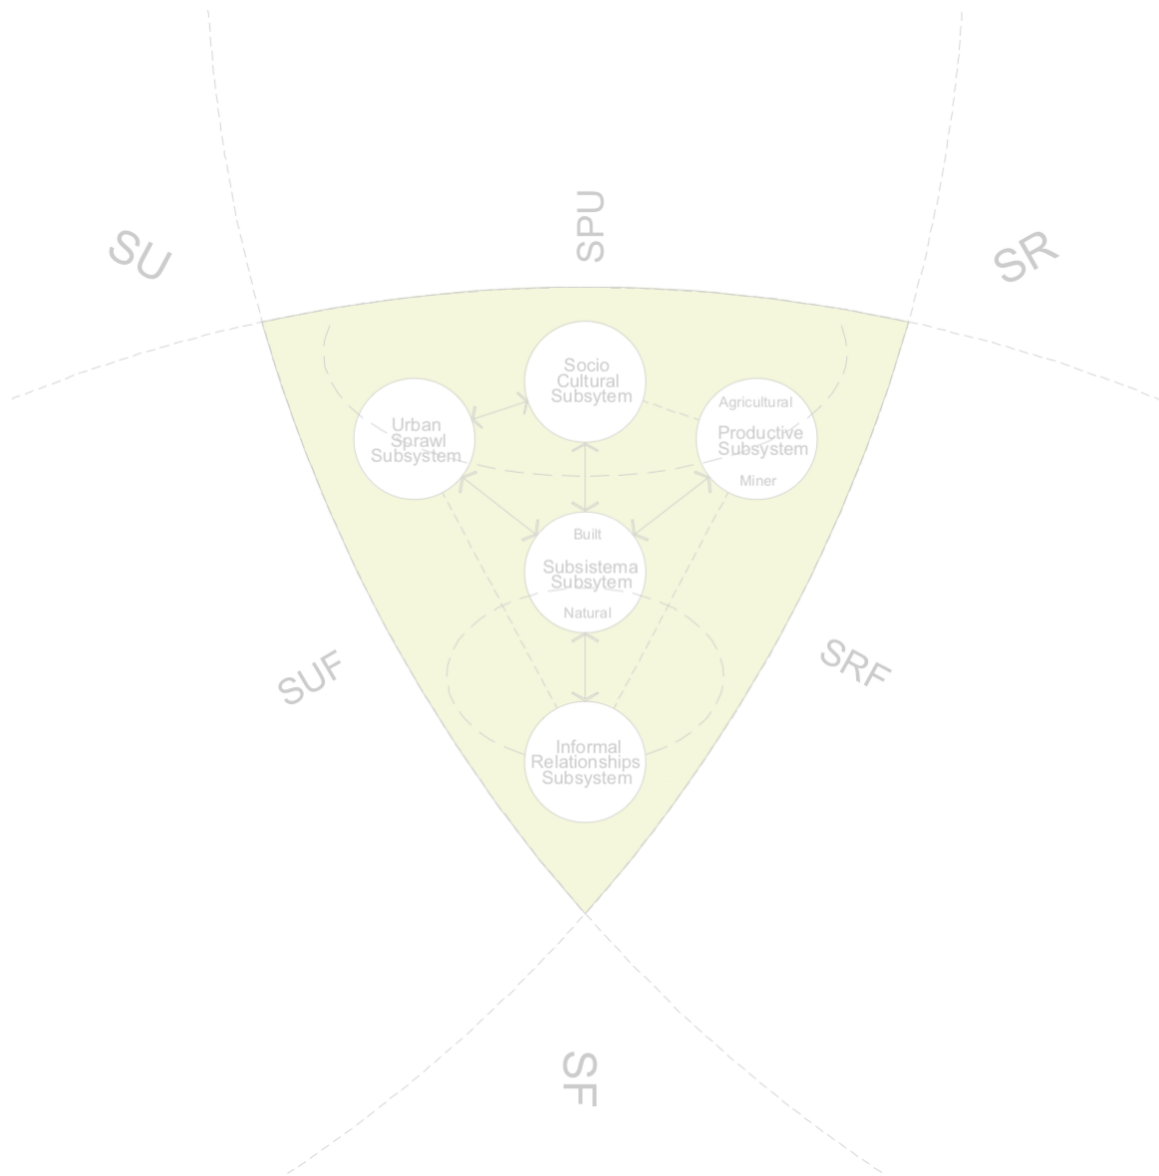 SPU
SU
SR
Socio
Cultural
Subsytem
Urban
Sprawl
Subsystem
Agricultural
Productive
Subsystem
Miner
Built
Subsistema
Subsytem
Natural
SUF
SRF
Informal
Relationships
Subsystem
SF